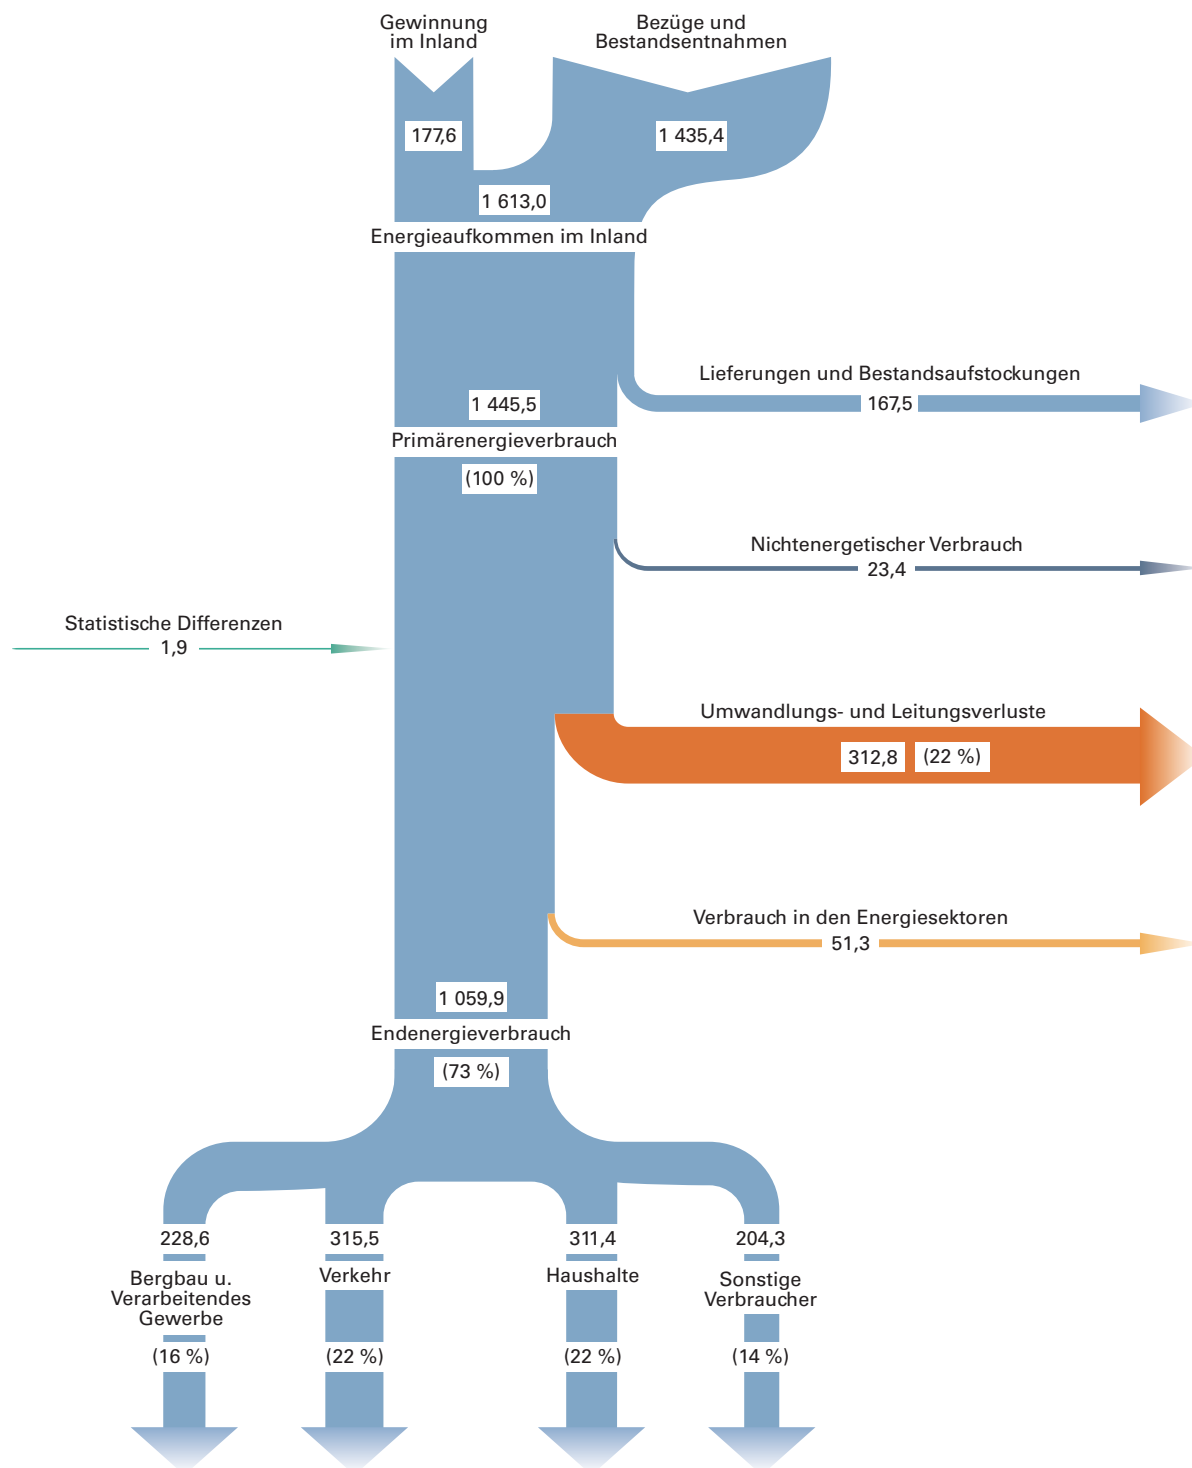 Gewinnung
im Inland
Bezüge und
Bestandsentnahmen
177,6
1 435,4
1 613,0
Energieaufkommen im Inland
Lieferungen und Bestandsaufstockungen
167,5
1 445,5
Primärenergieverbrauch
(100 %)
Nichtenergetischer Verbrauch
23,4
Statistische Differenzen
1,9
Umwandlungs- und Leitungsverluste
312,8 (22 %)
Verbrauch in den Energiesektoren
51,3
1 059,9
Endenergieverbrauch
(73 %)
228,6
Bergbau u.
Verarbeitendes
Gewerbe
(16 %)
315,5
Verkehr
(22 %)
311,4
Haushalte
(22 %)
204,3
Sonstige
Verbraucher
(14 %)